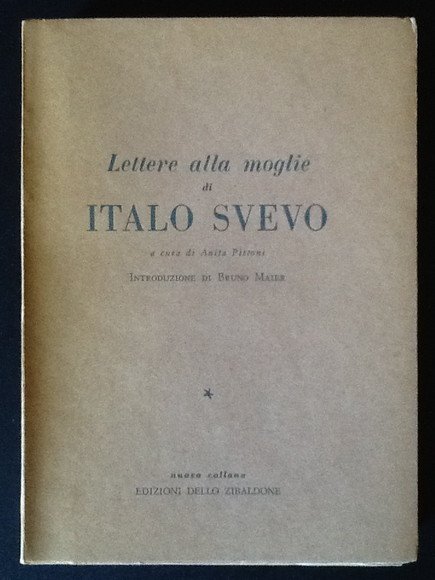 Lettere alla moglie
di
ITALO SVEVO
a cura di Anita Pittoni
INTRODUZIONE DI BRUNO MAIER
*
nuova collana
EDIZIONI DELLO ZIBALDONE